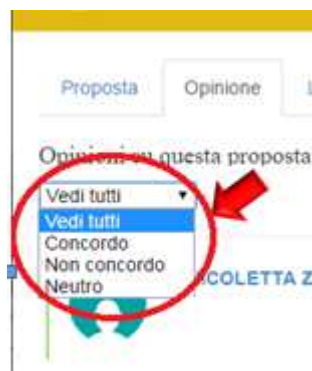 Proposta Opinione
Opinioni su questa proposta
Vedi tutti
Vedi tutti
Concordo
Non concordo
Neutro
COLETTA Z